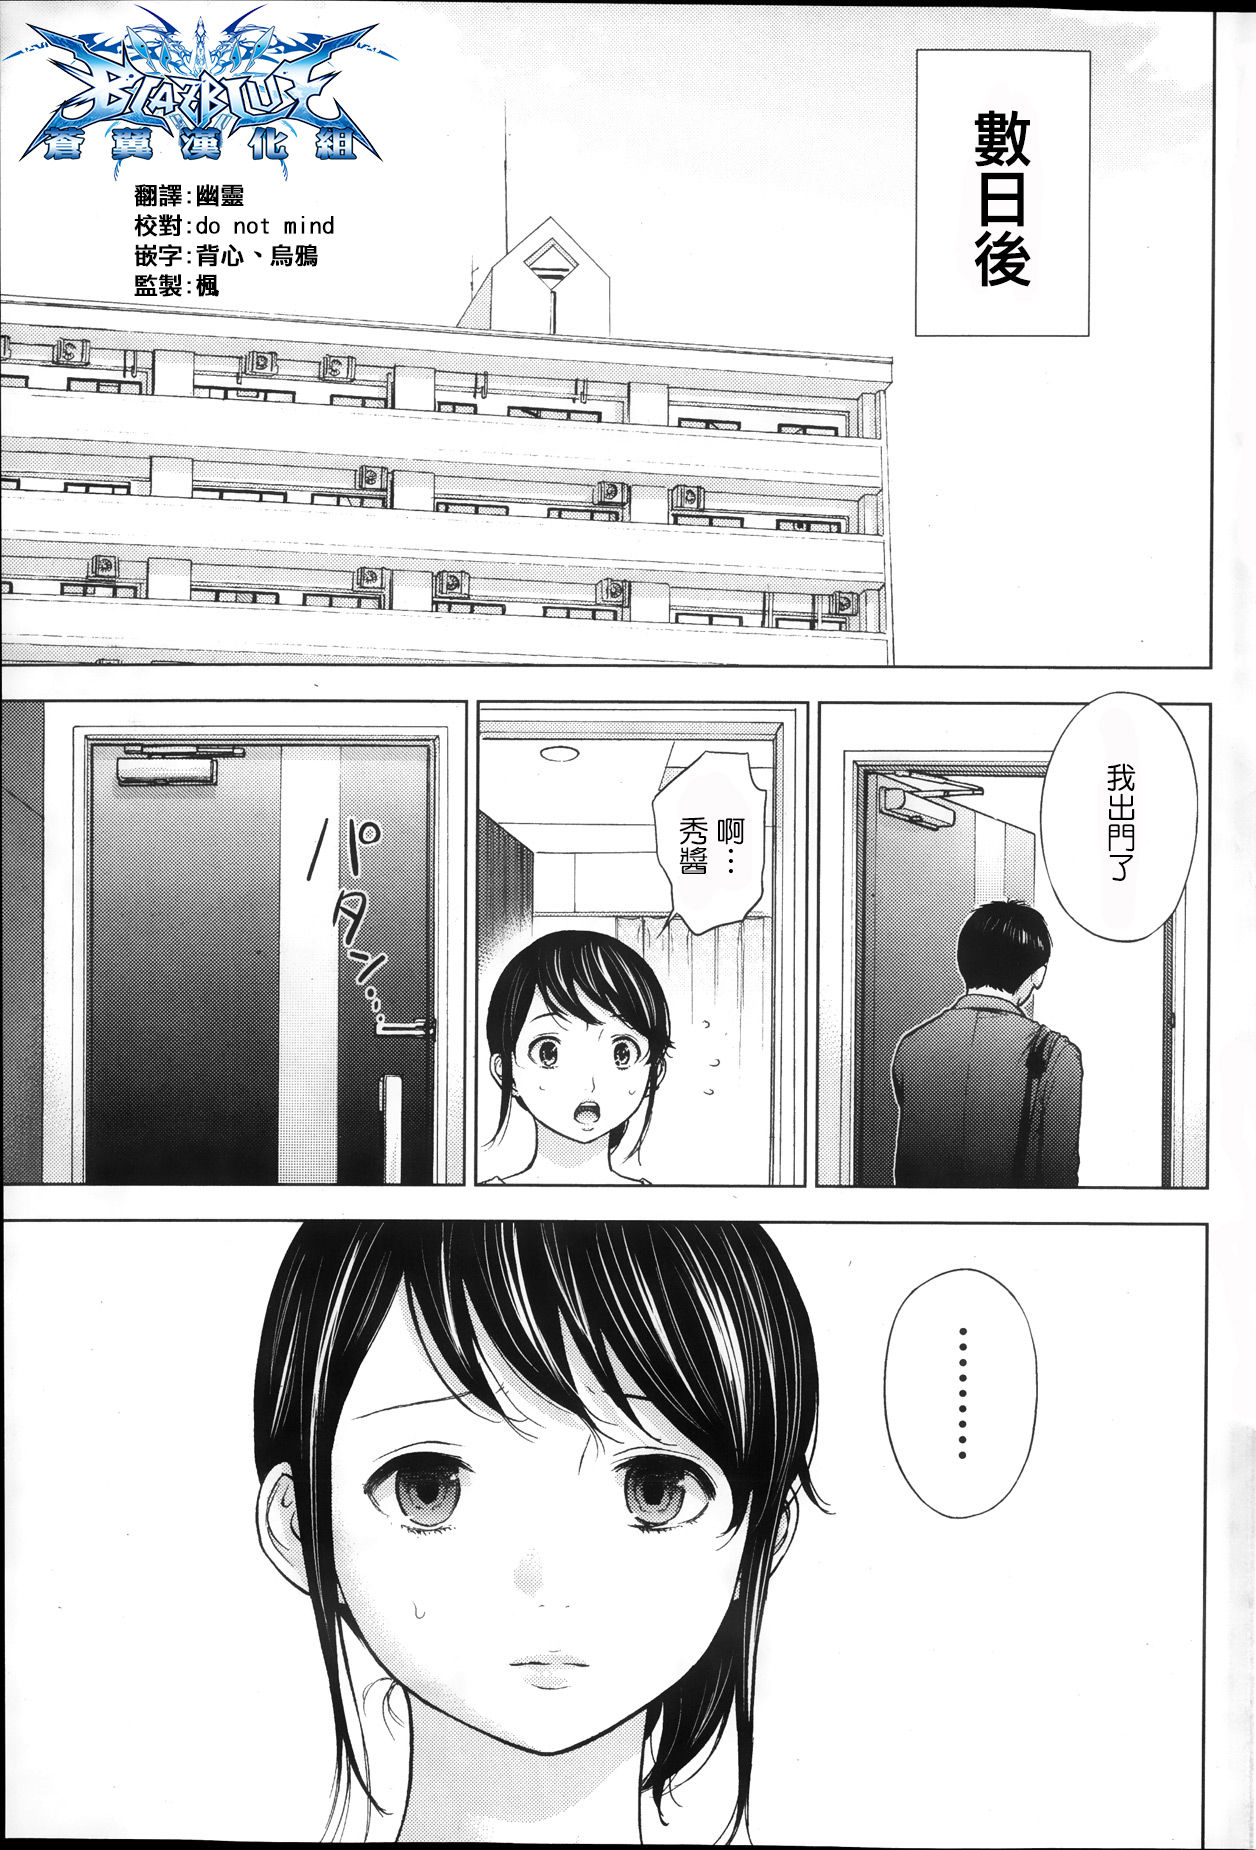 BLAZBLUE
蒼翼漢化組
翻譯:幽靈
校對:do not mind
嵌字:背心、烏鴉
監製:楓
數日後
我出門了
啊…
秀醬
パタン…
………